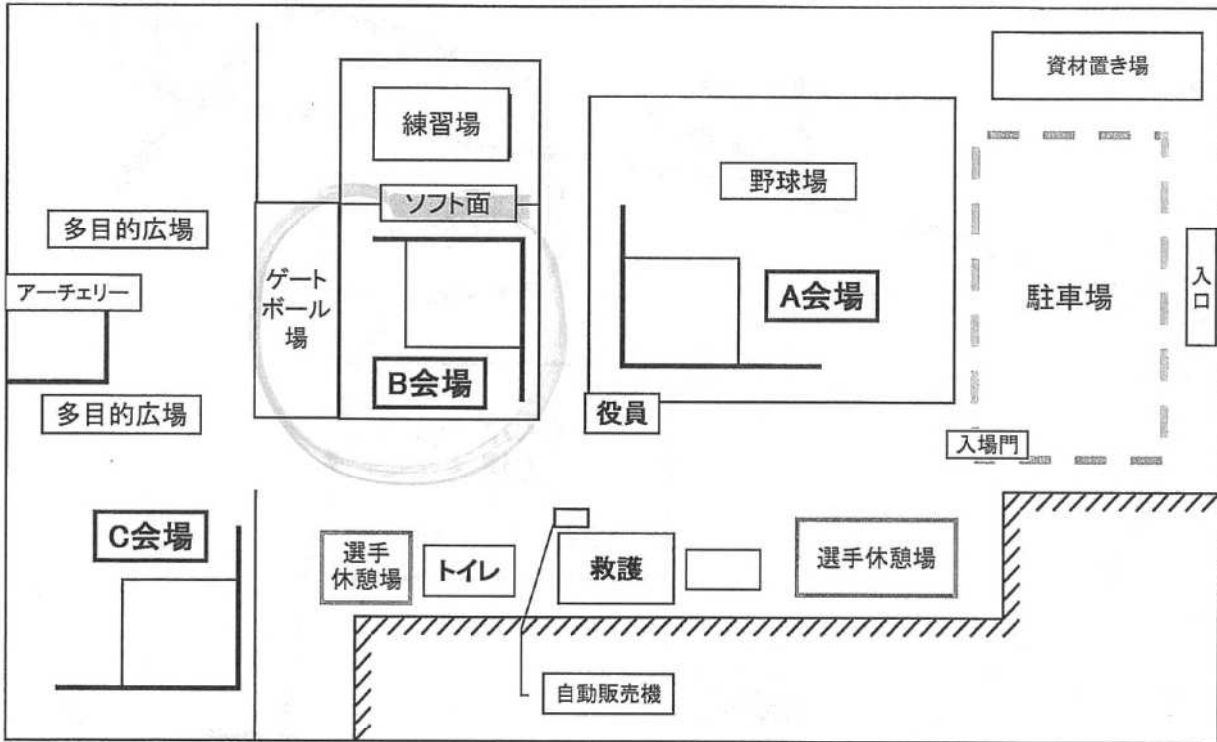 資材置き場
練習場
野球場
ソフト面
多目的広場
ゲート
ボール
場
アーチェリー
A会場
駐車場
入口
B会場
多目的広場
役員
入場門
C会場
選手
休憩場
トイレ
救護
選手休憩場
自動販売機